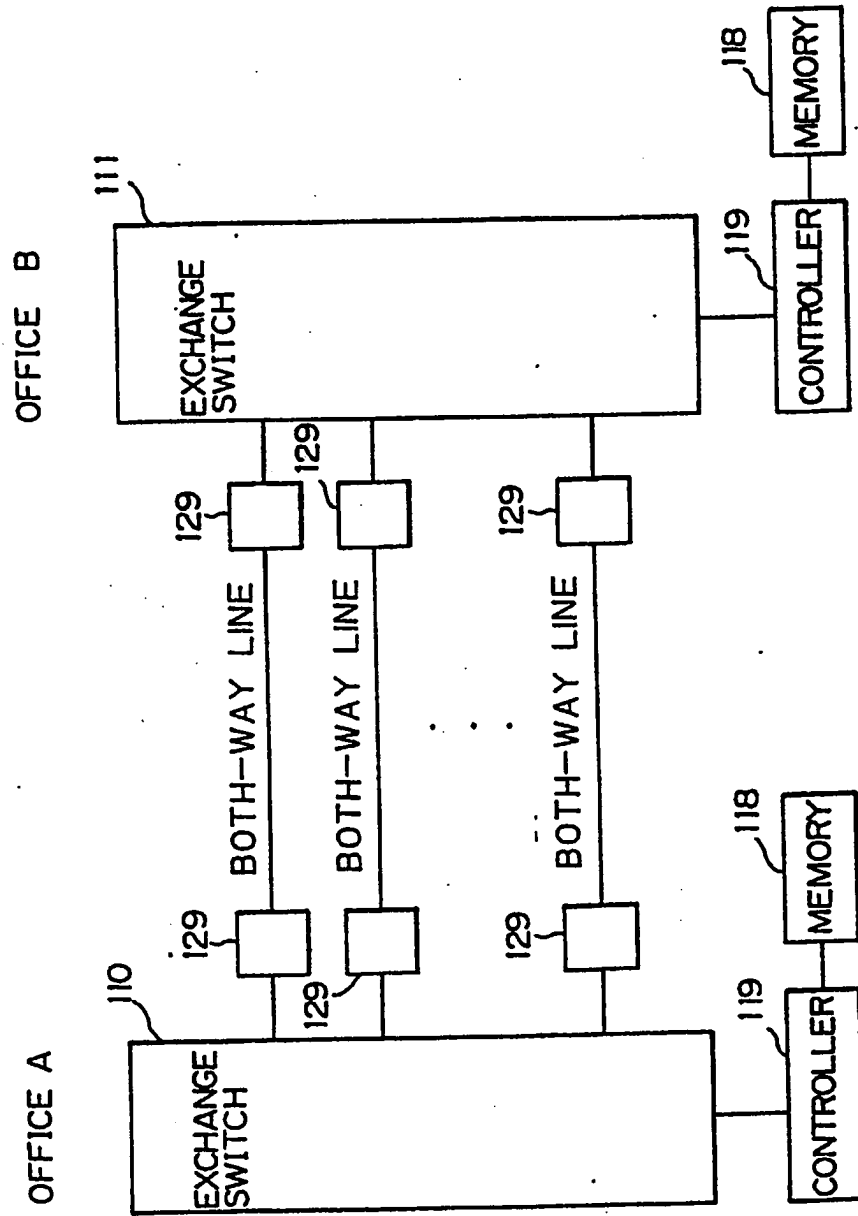 OFFICE A
OFFICE B
110
111
EXCHANGE
SWITCH
EXCHANGE
SWITCH
129
BOTH-WAY LINE
129
129
BOTH-WAY LINE
129
129
BOTH-WAY LINE
129
119
118
CONTROLLER
MEMORY
119
118
CONTROLLER
MEMORY